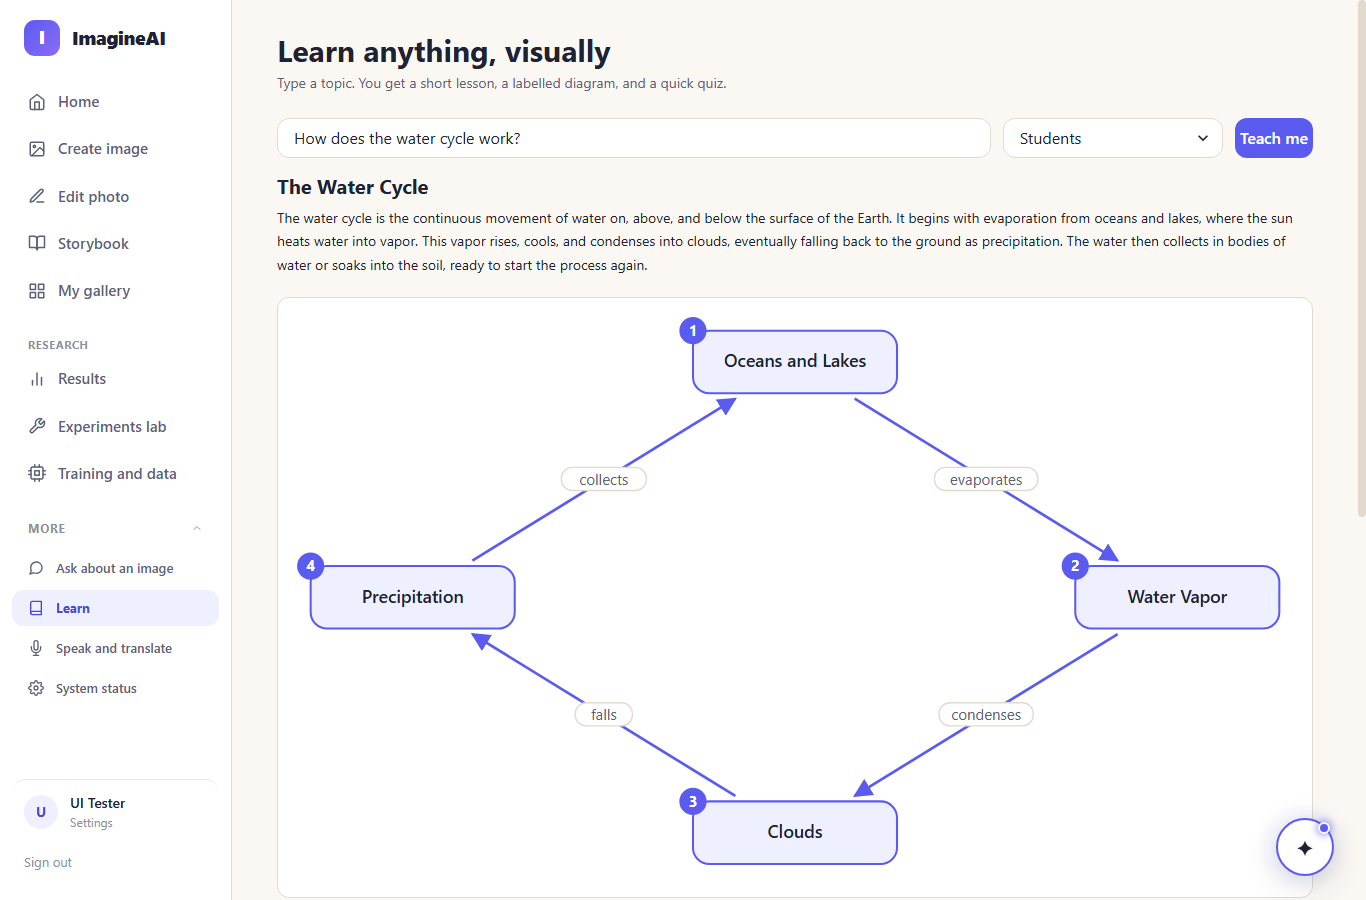 I
ImagineAI
Home
Create image
Edit photo
Storybook
My gallery
RESEARCH
Results
Experiments lab
Training and data
MORE
Ask about an image
Learn
Speak and translate
System status
U
UI Tester
Settings
Sign out
Learn anything, visually
Type a topic. You get a short lesson, a labelled diagram, and a quick quiz.
How does the water cycle work?
Students
Teach me
The Water Cycle
The water cycle is the continuous movement of water on, above, and below the surface of the Earth. It begins with evaporation from oceans and lakes, where the sun
heats water into vapor. This vapor rises, cools, and condenses into clouds, eventually falling back to the ground as precipitation. The water then collects in bodies of
water or soaks into the soil, ready to start the process again.
1
Oceans and Lakes
collects
evaporates
4
Precipitation
2
Water Vapor
falls
condenses
3
Clouds